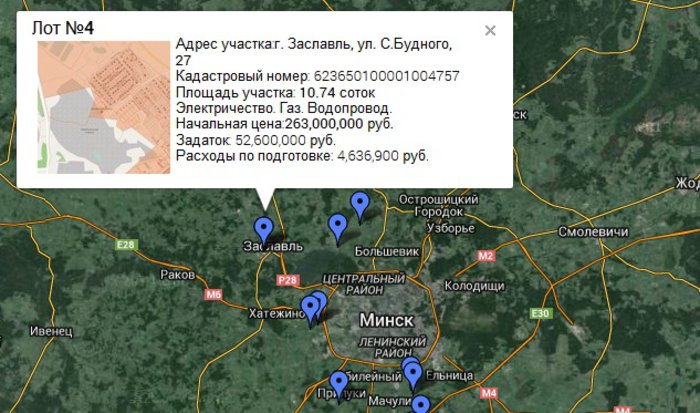 Лот №4
Адрес участка:г. Заславль, ул. С.Будного,
27
Кадастровый номер: 623650100001004757
Площадь участка: 10.74 соток
Электричество. Газ. Водопровод.
Начальная цена:263,000,000 руб.
Задаток: 52,600,000 руб.
Расходы по подготовке: 4,636,900 руб.
Острошицкий
Городок
Узборье
Смолевичи
E28
Заславль
Большевик
M2
Раков
P28
ЦЕНТРАЛЬНЫЙ
РАЙОН
Колодищи
M6
Хатежино
E30
Минск
Ивенец
ЛЕНИНСКИЙ
РАЙОН
Ельница
Прилуки
M4
Мачули